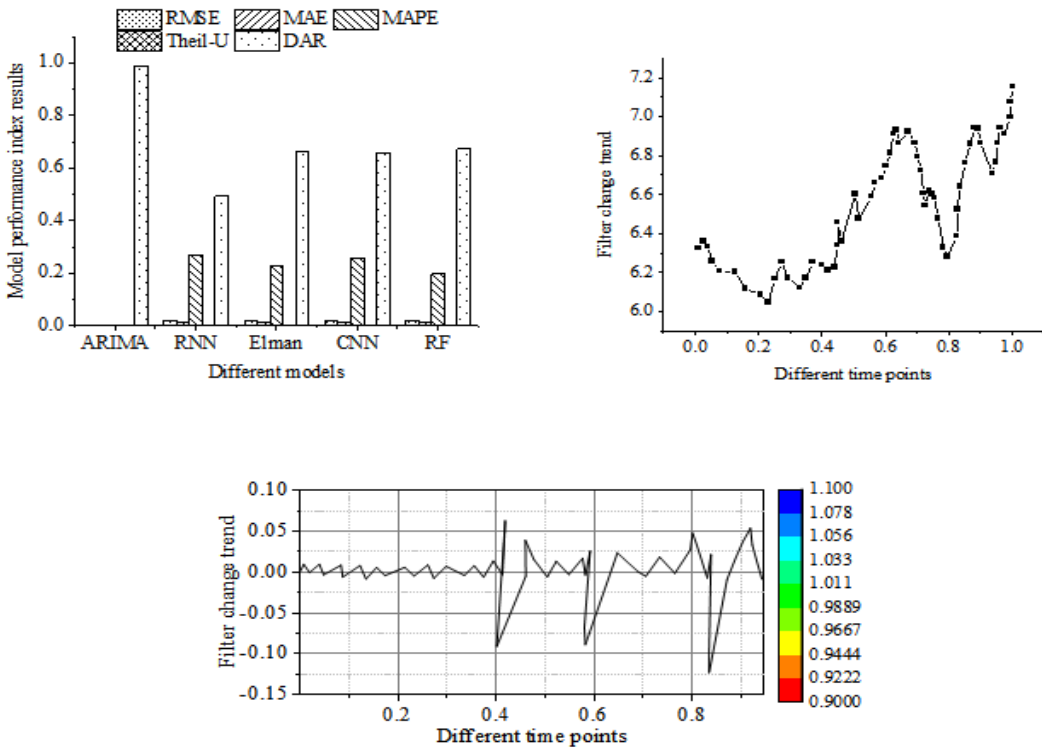 RMSE MAE MAPE
Theil-U DAR
Model performance index results
1.0
0.8
0.6
0.4
0.2
0.0
ARIMA RNN E1man CNN RF
Different models
Filter change trend
7.2
7.0
6.8
6.6
6.4
6.2
6.0
0.0 0.2 0.4 0.6 0.8 1.0
Different time points
Filter change trend
0.10
0.05
0.00
-0.05
-0.10
-0.15
0.2 0.4 0.6 0.8
Different time points
1.100
1.078
1.056
1.033
1.011
0.9889
0.9667
0.9444
0.9222
0.9000